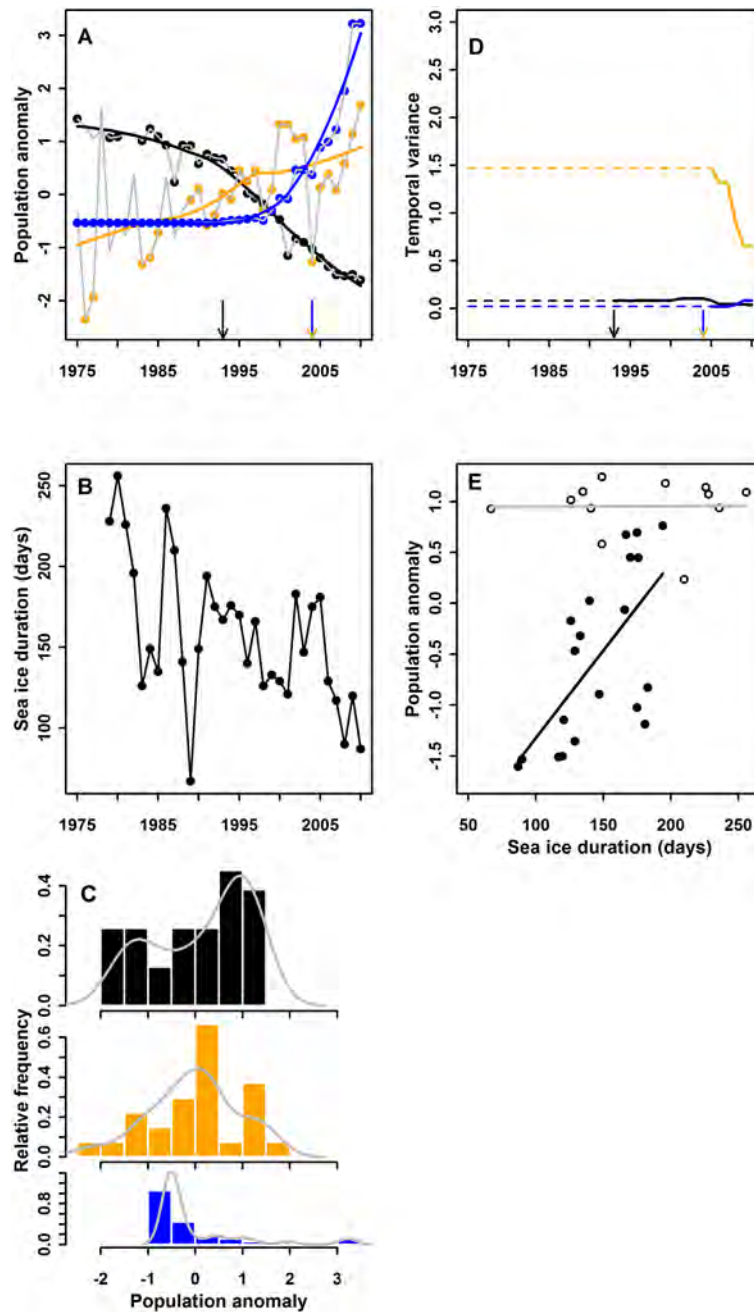 A
Population anomaly
3
2
1
0
-1
-2
1975 1985 1995 2005
D
Temporal variance
3.0
2.5
2.0
1.5
1.0
0.5
0.0
1975 1985 1995 2005
B
Sea ice duration (days)
250
200
150
100
1975 1985 1995 2005
E
Population anomaly
1.0
0.5
0.0
-0.5
-1.5
50 100 150 200 250
Sea ice duration (days)
C
Relative frequency
0.4
0.2
0.0
0.6
0.4
0.2
0.0
0.8
0.0
-2 -1 0 1 2 3
Population anomaly